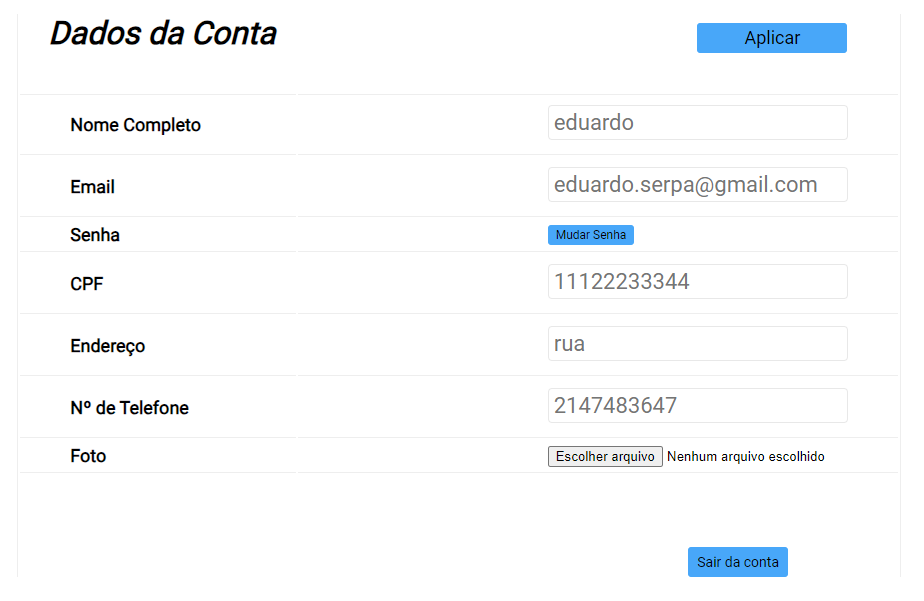 Dados da Conta
Aplicar
Nome Completo
eduardo
Email
eduardo.serpa@gmail.com
Senha
Mudar Senha
CPF
11122233344
Endereço
rua
Nº de Telefone
2147483647
Foto
Escolher arquivo Nenhum arquivo escolhido
Sair da conta